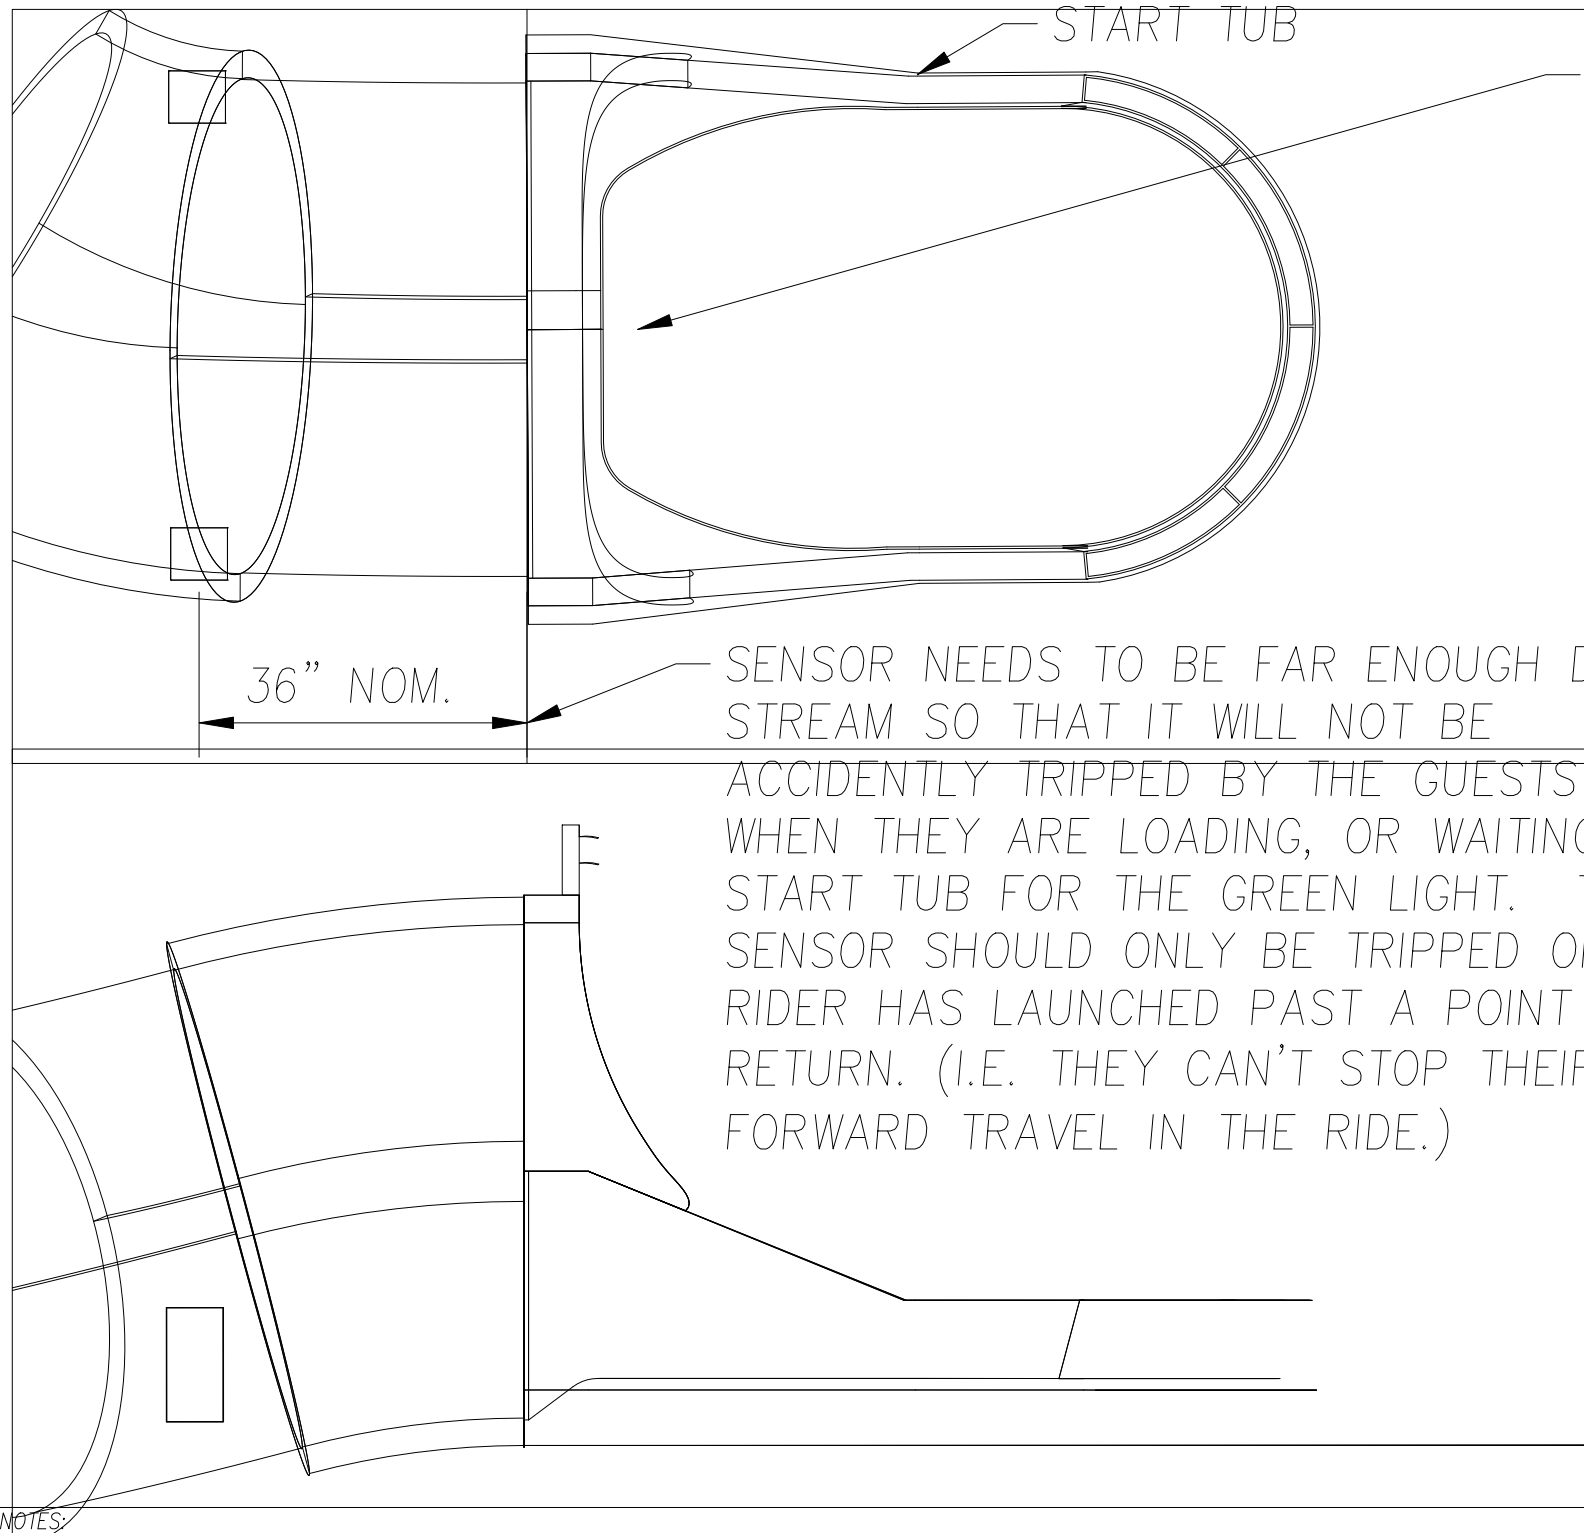 START TUB
36" NOM.
SENSOR NEEDS TO BE FAR ENOUGH
STREAM SO THAT IT WILL NOT BE
ACCIDENTLY TRIPPED BY THE GUESTS
WHEN THEY ARE LOADING, OR WAITING
START TUB FOR THE GREEN LIGHT.
SENSOR SHOULD ONLY BE TRIPPED
RIDER HAS LAUNCHED PAST A POINT
RETURN. (I.E. THEY CAN'T STOP THEIR
FORWARD TRAVEL IN THE RIDE.)
NOTES: